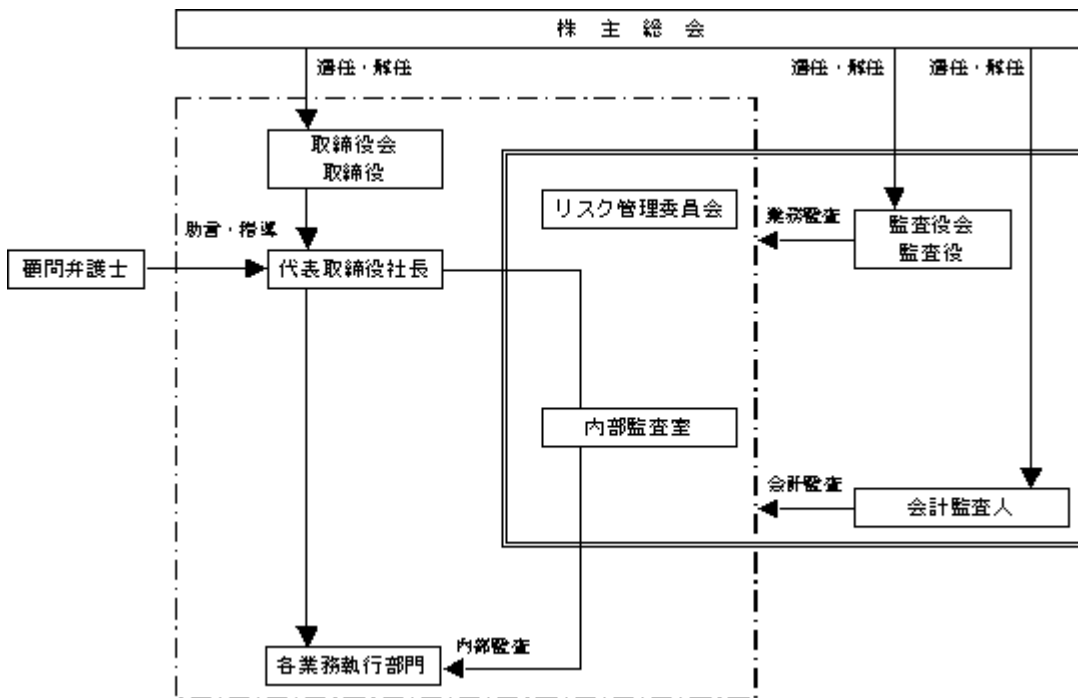 株主総会
選任・解任
選任・解任
選任・解任
取締役会
取締役
リスク管理委員会
業務監査
監査役会
監査役
助言・指導
顧問弁護士
代表取締役社長
内部監査室
会計監査
会計監査人
内部監査
各業務執行部門